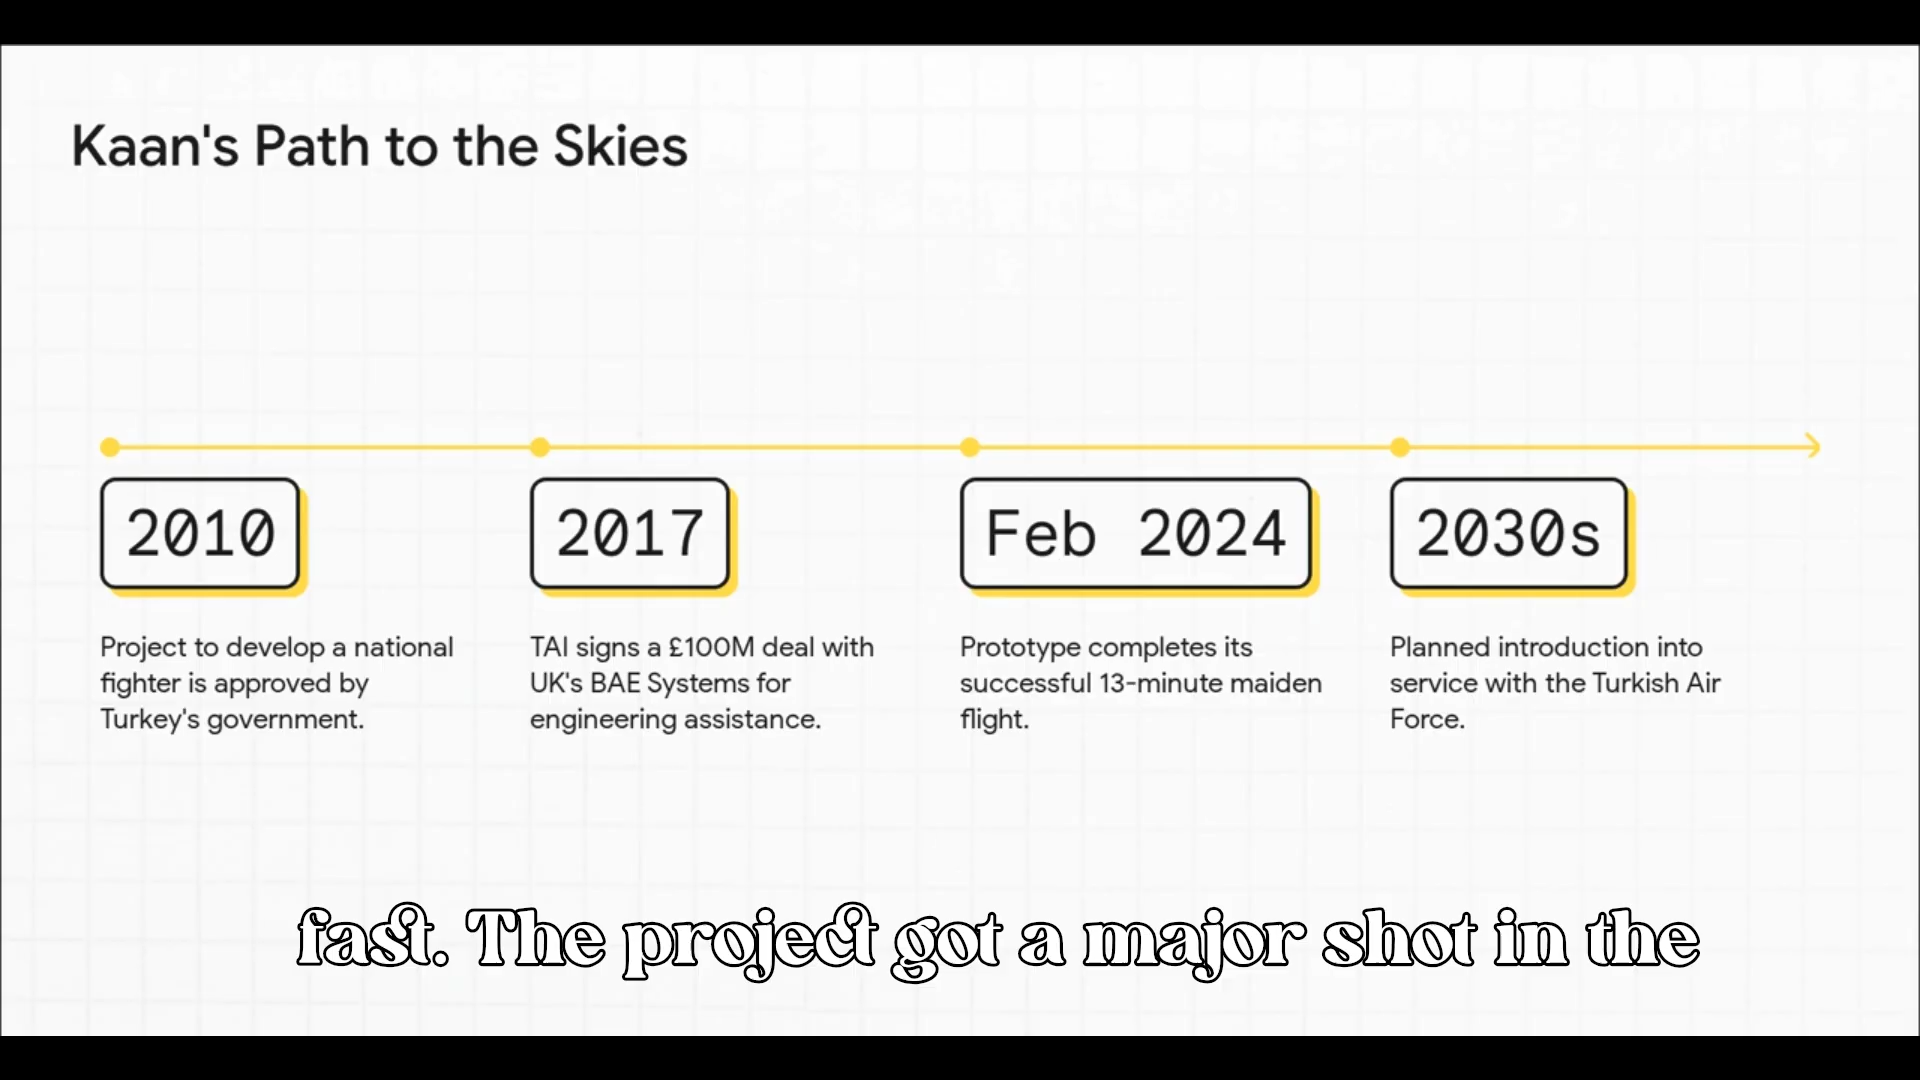 Kaan's Path to the Skies
2010
Project to develop a national
fighter is approved by
Turkey's government.
2017
TAI signs a £100M deal with
UK's BAE Systems for
engineering assistance.
Feb 2024
Prototype completes its
successful 13-minute maiden
flight.
2030s
Planned introduction into
service with the Turkish Air
Force.
fast. The project got a major shot in the